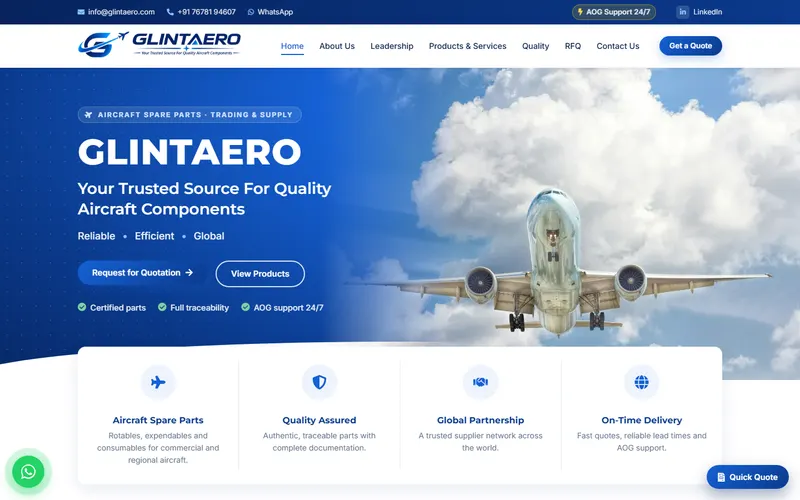 info@glintaero.com +91 76781 94607 WhatsApp AOG Support 24/7 LinkedIn
GLINTAERO
Your Trusted Source For Quality Aircraft Components
Home About Us Leadership Products & Services Quality RFQ Contact Us Get a Quote
AIRCRAFT SPARE PARTS · TRADING & SUPPLY
GLINTAERO
Your Trusted Source For Quality
Aircraft Components
Reliable • Efficient • Global
Request for Quotation → View Products
Certified parts Full traceability AOG support 24/7
Aircraft Spare Parts
Rotables, expendables and
consumables for commercial and
regional aircraft.
Quality Assured
Authentic, traceable parts with
complete documentation.
Global Partnership
A trusted supplier network across
the world.
On-Time Delivery
Fast quotes, reliable lead times and
AOG support.
Quick Quote